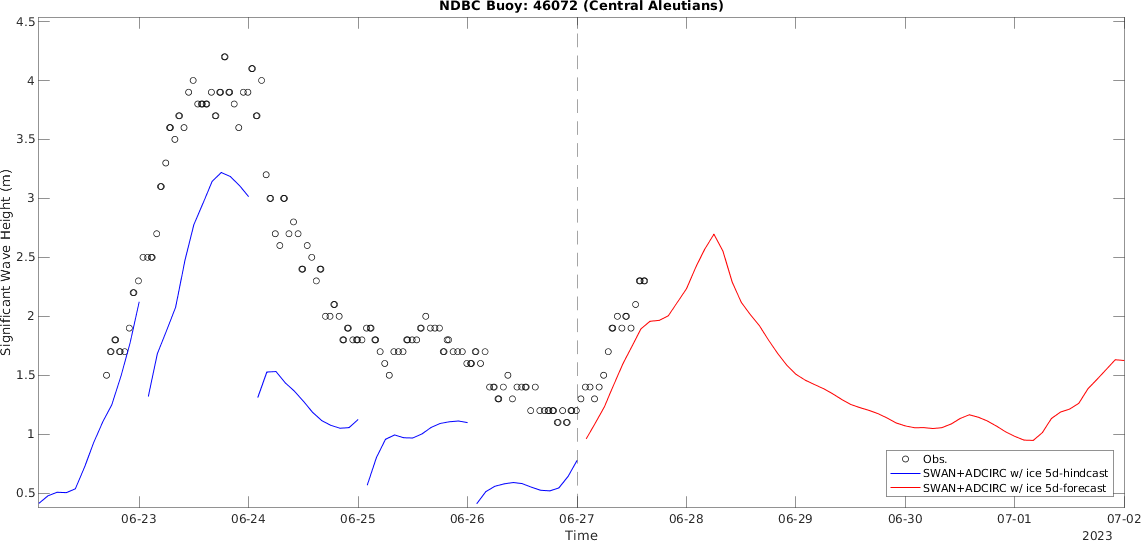 NDBC Buoy: 46072 (Central Aleutians)
Significant Wave Height (m)
4.5
4
3.5
3
2.5
2
1.5
1
0.5
Obs.
SWAN+ADCIRC w/ ice 5d-hindcast
SWAN+ADCIRC w/ ice 5d-forecast
06-23 06-24 06-25 06-26 06-27 06-28 06-29 06-30 07-01 07-02
Time 2023